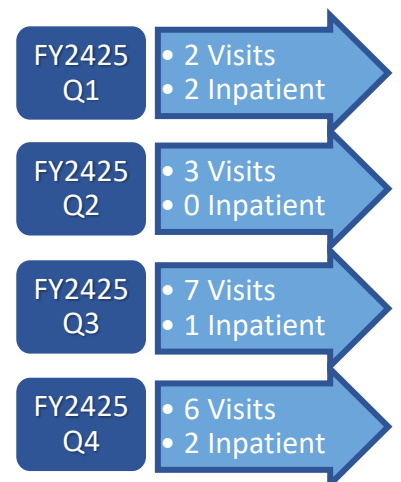 FY2425
Q1
• 2 Visits
• 2 Inpatient
FY2425
Q2
• 3 Visits
• 0 Inpatient
FY2425
Q3
• 7 Visits
• 1 Inpatient
FY2425
Q4
• 6 Visits
• 2 Inpatient